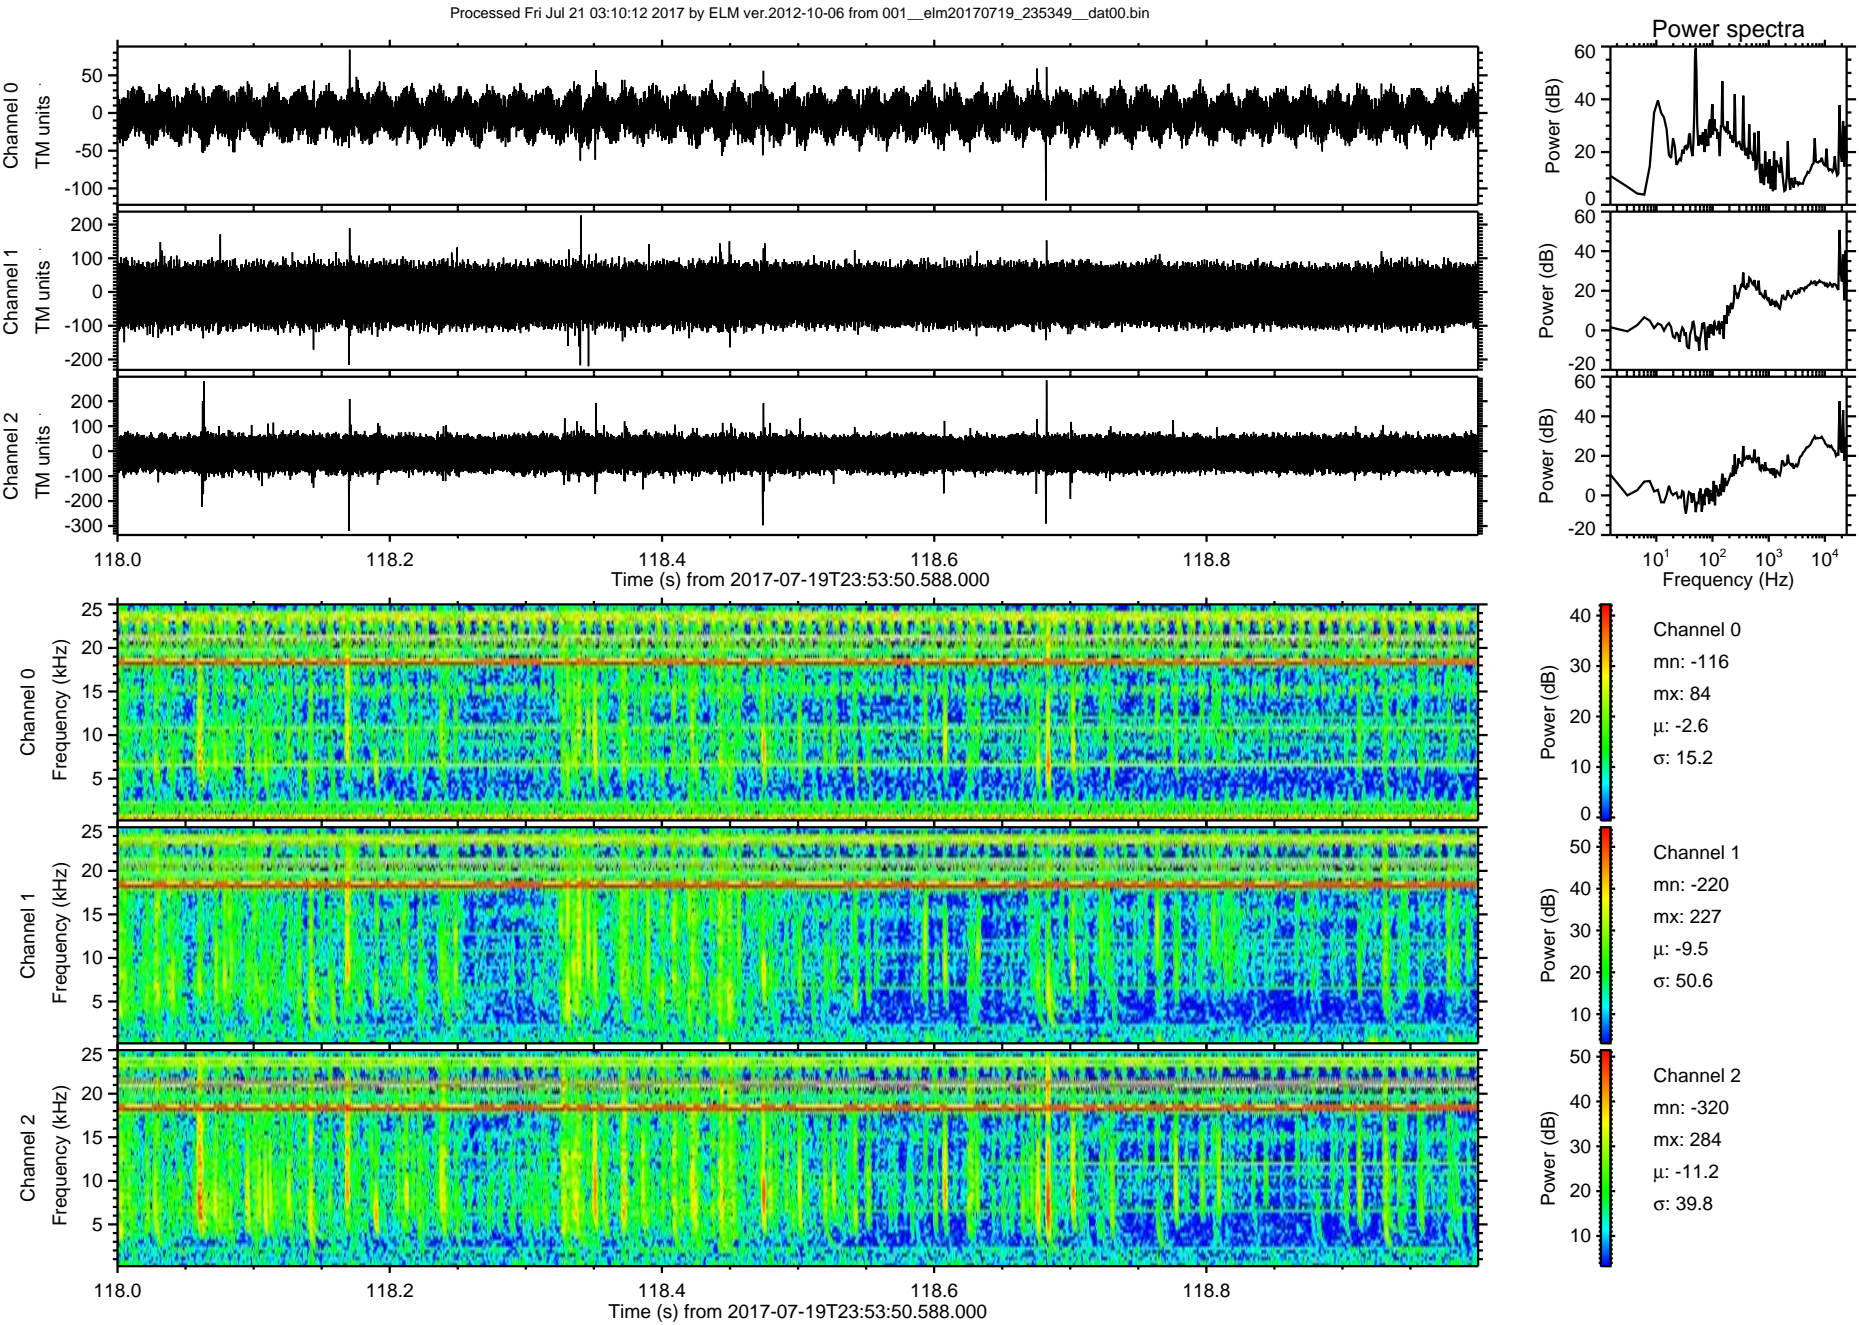 Processed Fri Jul 21 03:10:12 2017 by ELM ver.2012-10-06 from 001__elm20170719_235349__dat00.bin
Power spectra
Channel 0
TM units
50
0
-50
-100
Power (dB)
60
40
20
0
Channel 1
TM units
200
100
0
-100
-200
Power (dB)
60
40
20
0
-20
Channel 2
TM units
200
100
0
-100
-200
-300
Power (dB)
60
40
20
0
-20
118.0 118.2 118.4 118.6 118.8
Time (s) from 2017-07-19T23:53:50.588.000
10¹ 10² 10³ 10⁴
Frequency (Hz)
Channel 0
Frequency (kHz)
25
20
15
10
5
Power (dB)
40
30
20
10
0
Channel 0
mn: -116
mx: 84
μ: -2.6
σ: 15.2
Channel 1
Frequency (kHz)
25
20
15
10
5
Power (dB)
50
40
30
20
10
Channel 1
mn: -220
mx: 227
μ: -9.5
σ: 50.6
Channel 2
Frequency (kHz)
25
20
15
10
5
Power (dB)
50
40
30
20
10
Channel 2
mn: -320
mx: 284
μ: -11.2
σ: 39.8
118.0 118.2 118.4 118.6 118.8
Time (s) from 2017-07-19T23:53:50.588.000